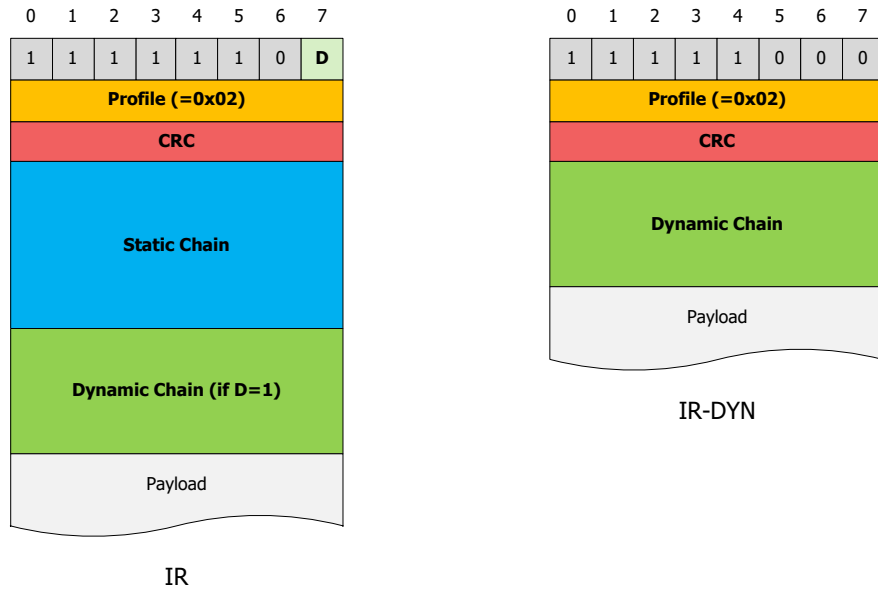 0 1 2 3 4 5 6 7
1 1 1 1 1 1 0 D
Profile (=0x02)
CRC
Static Chain
Dynamic Chain (if D=1)
Payload
IR
0 1 2 3 4 5 6 7
1 1 1 1 1 0 0 0
Profile (=0x02)
CRC
Dynamic Chain
Payload
IR-DYN